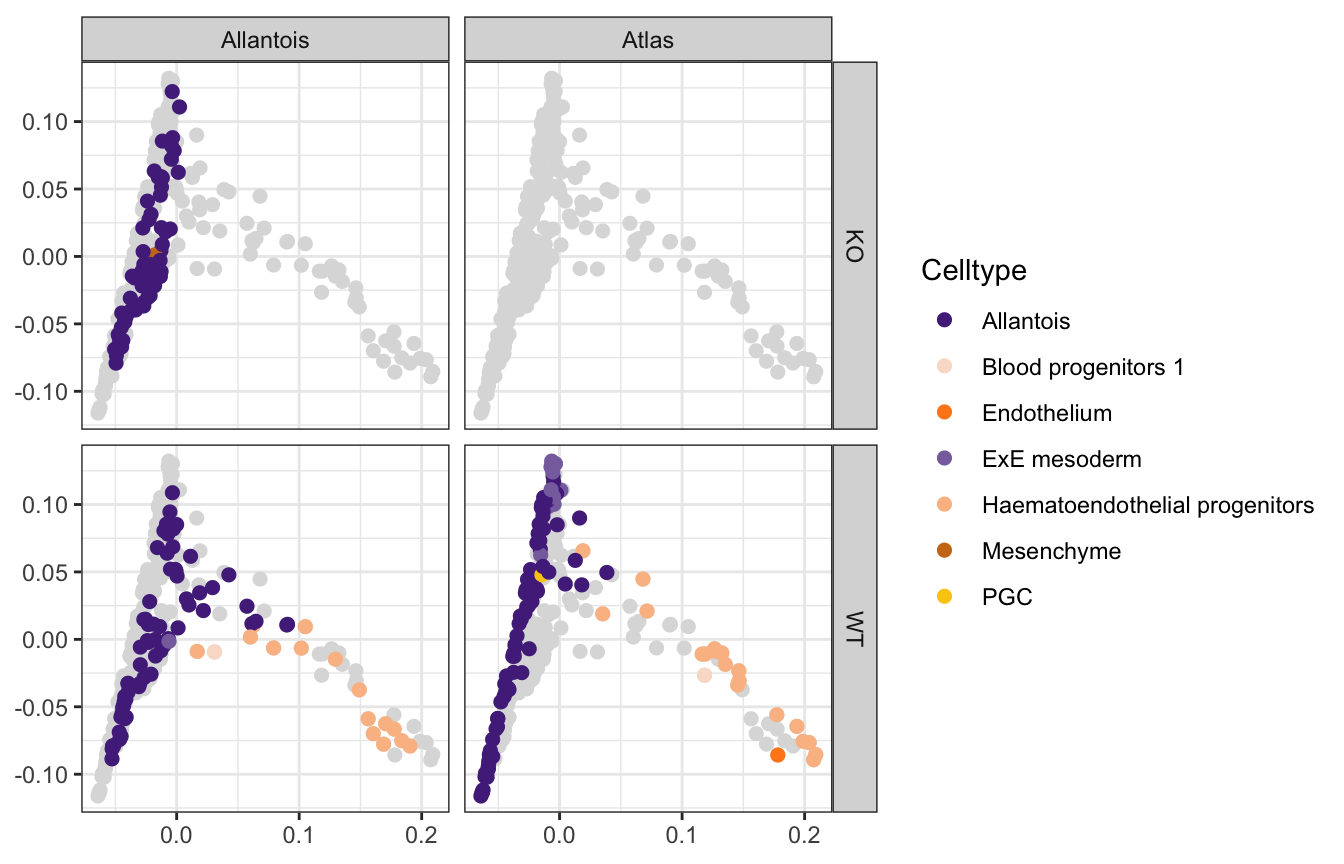 Allantois
Atlas
KO
0.10
0.05
0.00
-0.05
-0.10
WT
0.10
0.05
0.00
-0.05
-0.10
0.0
0.1
0.2
0.0
0.1
0.2
Celltype
Allantois
Blood progenitors 1
Endothelium
ExE mesoderm
Haematoendothelial progenitors
Mesenchyme
PGC